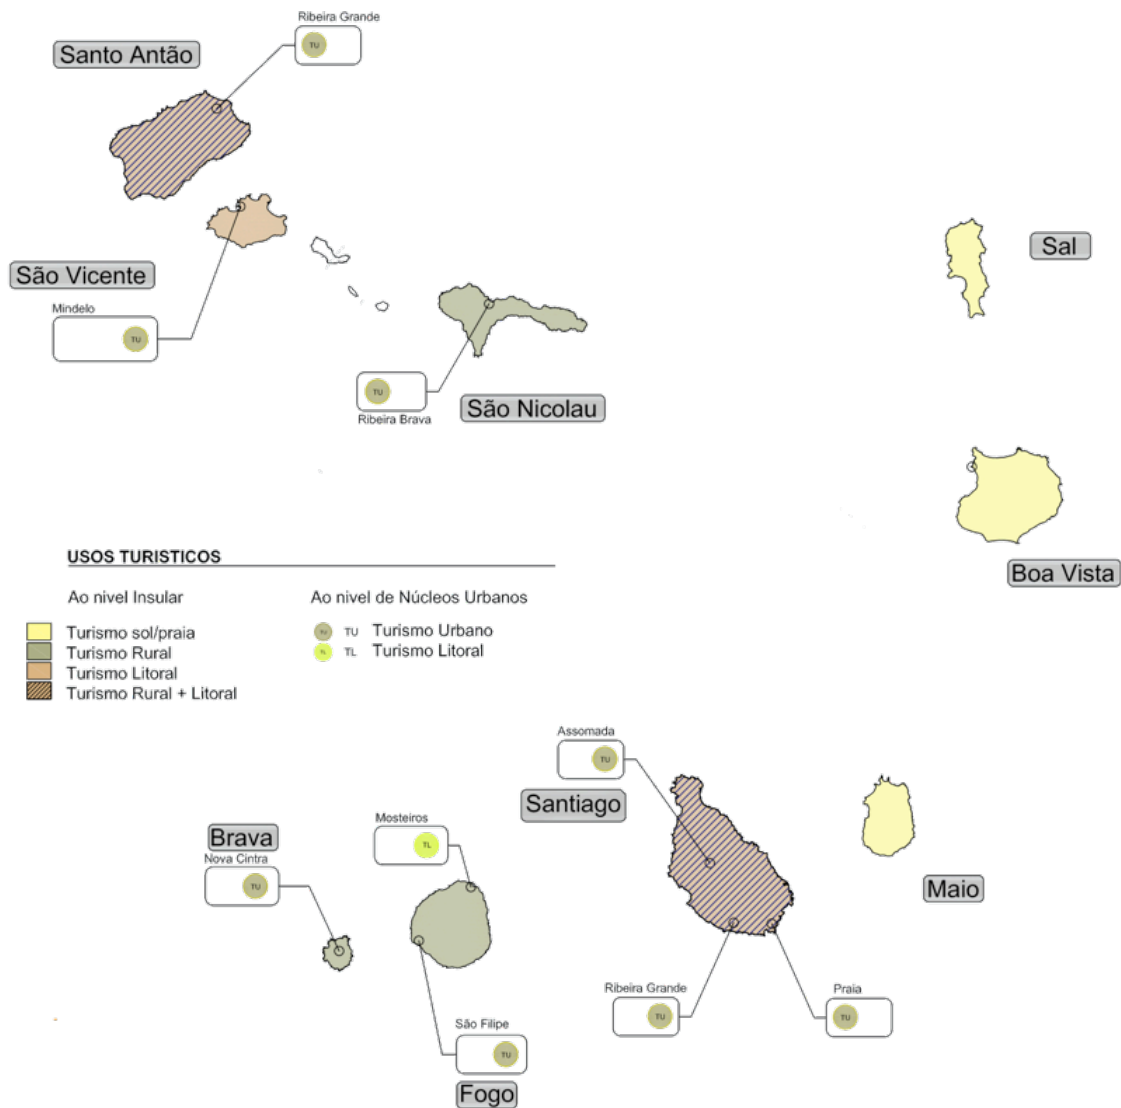 Ribeira Grande
TU
Santo Antão
São Vicente
Mindelo
TU
TU
Ribeira Brava
São Nicolau
Sal
Boa Vista
USOS TURISTICOS
Ao nivel Insular
Turismo sol/praia
Turismo Rural
Turismo Litoral
Turismo Rural + Litoral
Ao nivel de Núcleos Urbanos
TU TU Turismo Urbano
TL TL Turismo Litoral
Assomada
TU
Santiago
Mosteiros
TL
Brava
Nova Cintra
TU
Maio
Ribeira Grande
TU
Praia
TU
São Filipe
TU
Fogo